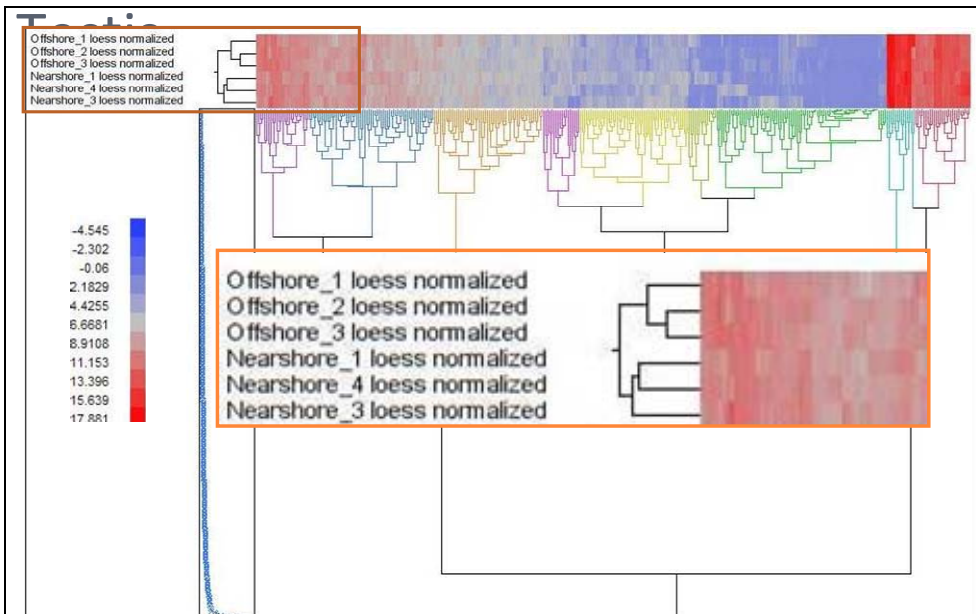 Testis
Offshore_1 loess normalized
Offshore_2 loess normalized
Offshore_3 loess normalized
Nearshore_1 loess normalized
Nearshore_4 loess normalized
Nearshore_3 loess normalized
-4.545
-2.302
-0.06
2.1829
4.4255
6.6681
8.9108
11.153
13.396
15.639
17.881
Offshore_1 loess normalized
Offshore_2 loess normalized
Offshore_3 loess normalized
Nearshore_1 loess normalized
Nearshore_4 loess normalized
Nearshore_3 loess normalized